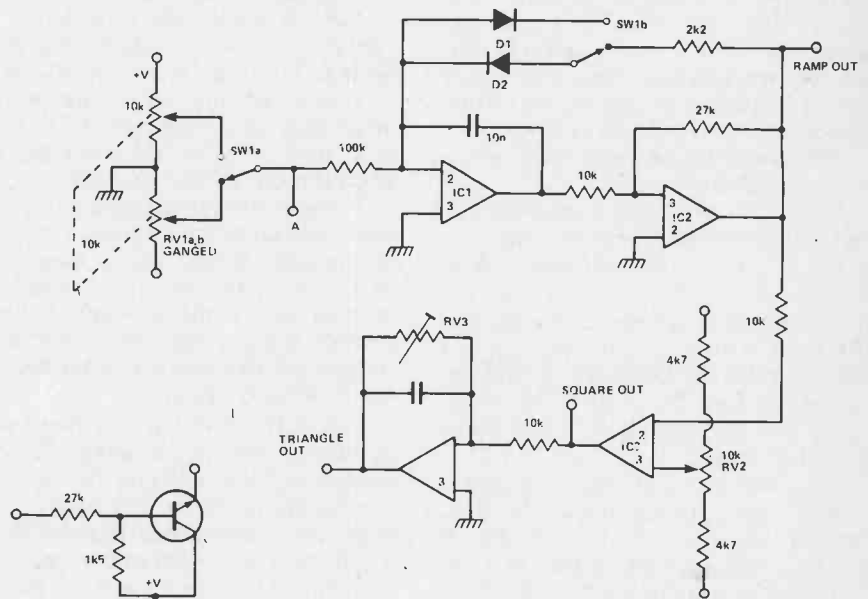 SW1b
D1
D2
2k2
RAMP OUT
+V
10k
SW1a
100k
10n
27k
A
2
IC1
3
10k
3
IC2
2
10k
RV1a,b
GANGED
RV3
10k
4k7
SQUARE OUT
TRIANGLE
OUT
10k
2
3
10k
RV2
3
27k
4k7
1k5
+V